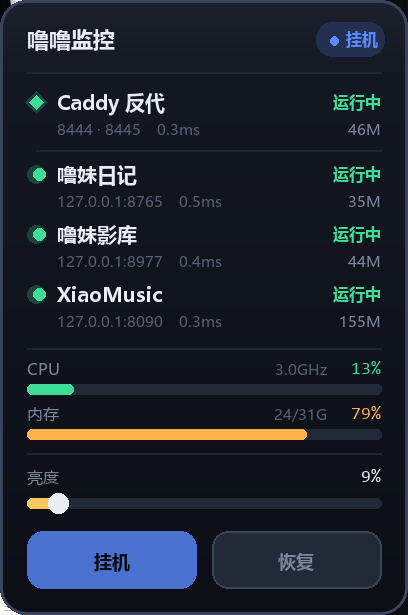 噜噜监控 挂机
Caddy 反代 运行中
8444 · 8445 0.3ms 46M
噜妹日记 运行中
127.0.0.1:8765 0.5ms 35M
噜妹影库 运行中
127.0.0.1:8977 0.4ms 44M
XiaoMusic 运行中
127.0.0.1:8090 0.3ms 155M
CPU 3.0GHz 13%
内存 24/31G 79%
亮度 9%
挂机 恢复